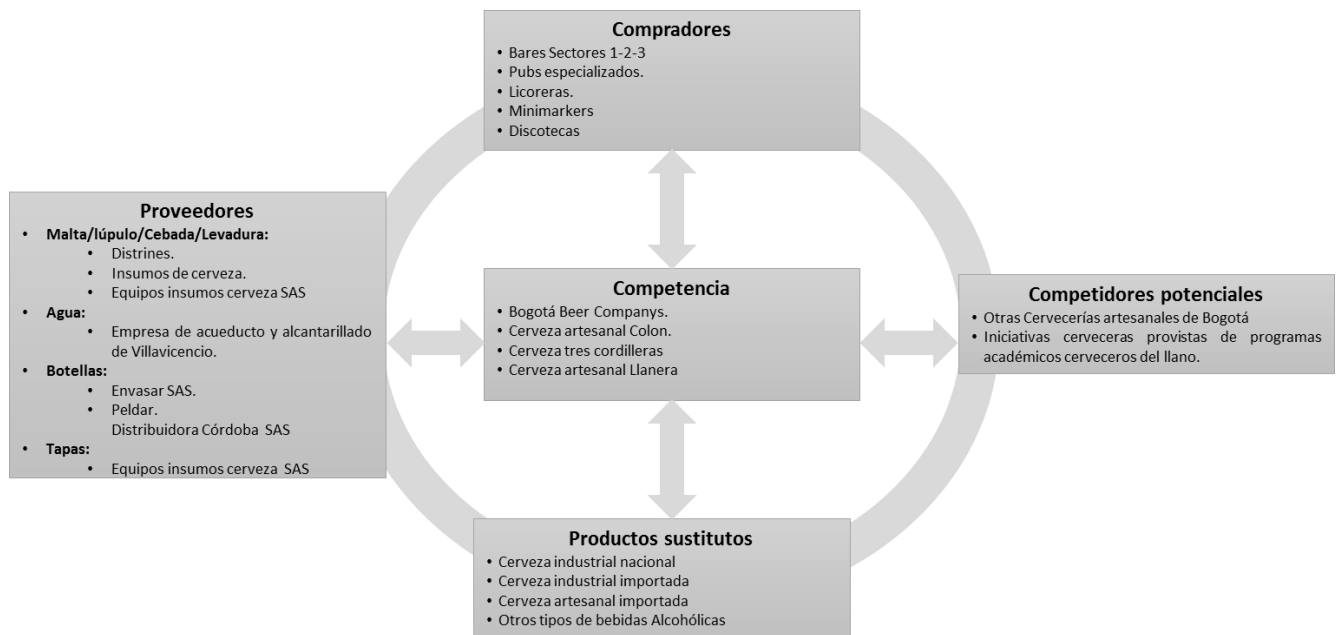 Compradores
• Bares Sectores 1-2-3
• Pubs especializados.
• Licoreras.
• Minimarkers
• Discotecas
Proveedores
• Malta/lúpulo/Cebada/Levadura:
• Distrines.
• Insumos de cerveza.
• Equipos insumos cerveza SAS
• Agua:
• Empresa de acueducto y alcantarillado
de Villavicencio.
• Botellas:
• Envasar SAS.
• Peldar.
Distribuidora Córdoba SAS
• Tapas:
• Equipos insumos cerveza SAS
Competencia
• Bogotá Beer Companys.
• Cerveza artesanal Colon.
• Cerveza tres cordilleras
• Cerveza artesanal Llanera
Competidores potenciales
• Otras Cervecerías artesanales de Bogotá
• Iniciativas cerveceras provistas de programas
académicos cerveceros del llano.
Productos sustitutos
• Cerveza industrial nacional
• Cerveza industrial importada
• Cerveza artesanal importada
• Otros tipos de bebidas Alcohólicas